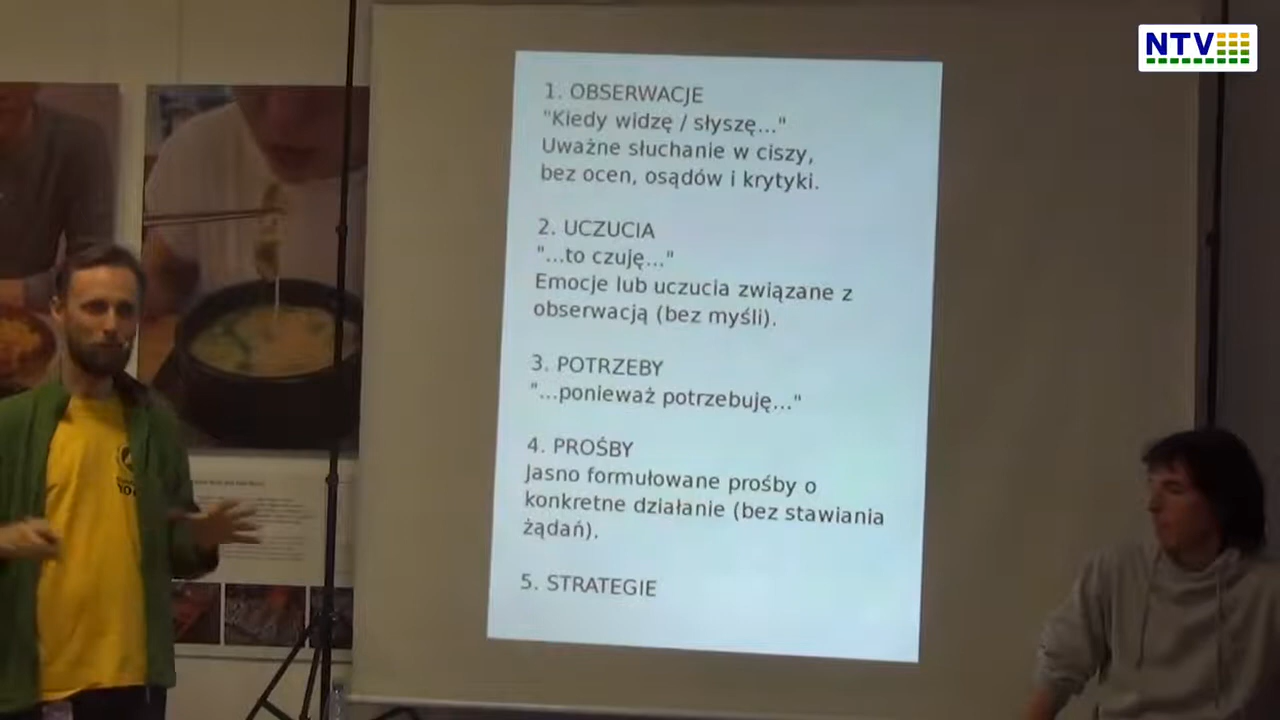 NTV
1. OBSERWACJE
"Kiedy widzę / słyszę..."
Uważne słuchanie w ciszy,
bez ocen, osądów i krytyki.
2. UCZUCIA
"...to czuję..."
Emocje lub uczucia związane z
obserwacją (bez myśli).
3. POTRZEBY
"...ponieważ potrzebuję..."
4. PROŚBY
Jasno formułowane prośby o
konkretne działanie (bez stawiania
żądań).
5. STRATEGIE